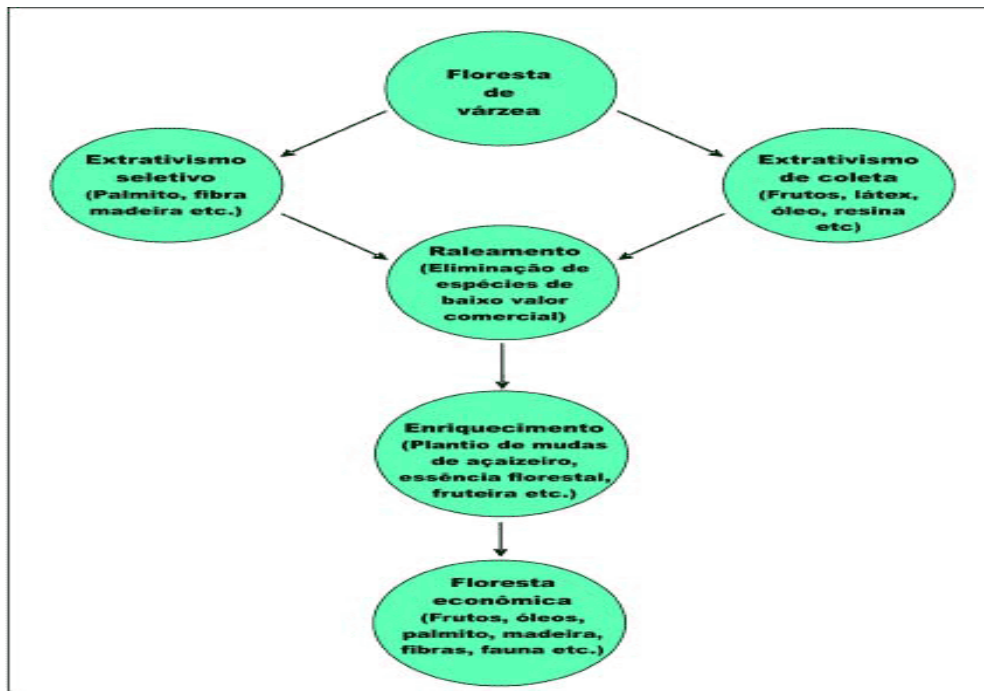 Floresta
de
várzea
Extrativismo
seletivo
(Palmito, fibra
madeira etc.)
Extrativismo
de coleta
(Frutos, látex,
óleo, resina
etc)
Raleamento
(Eliminação de
espécies de
baixo valor
comercial)
Enriquecimento
(Plantio de mudas
de açaizeiro,
essência florestal,
fruteira etc.)
Floresta
econômica
(Frutos, óleos,
palmito, madeira,
fibras, fauna etc.)